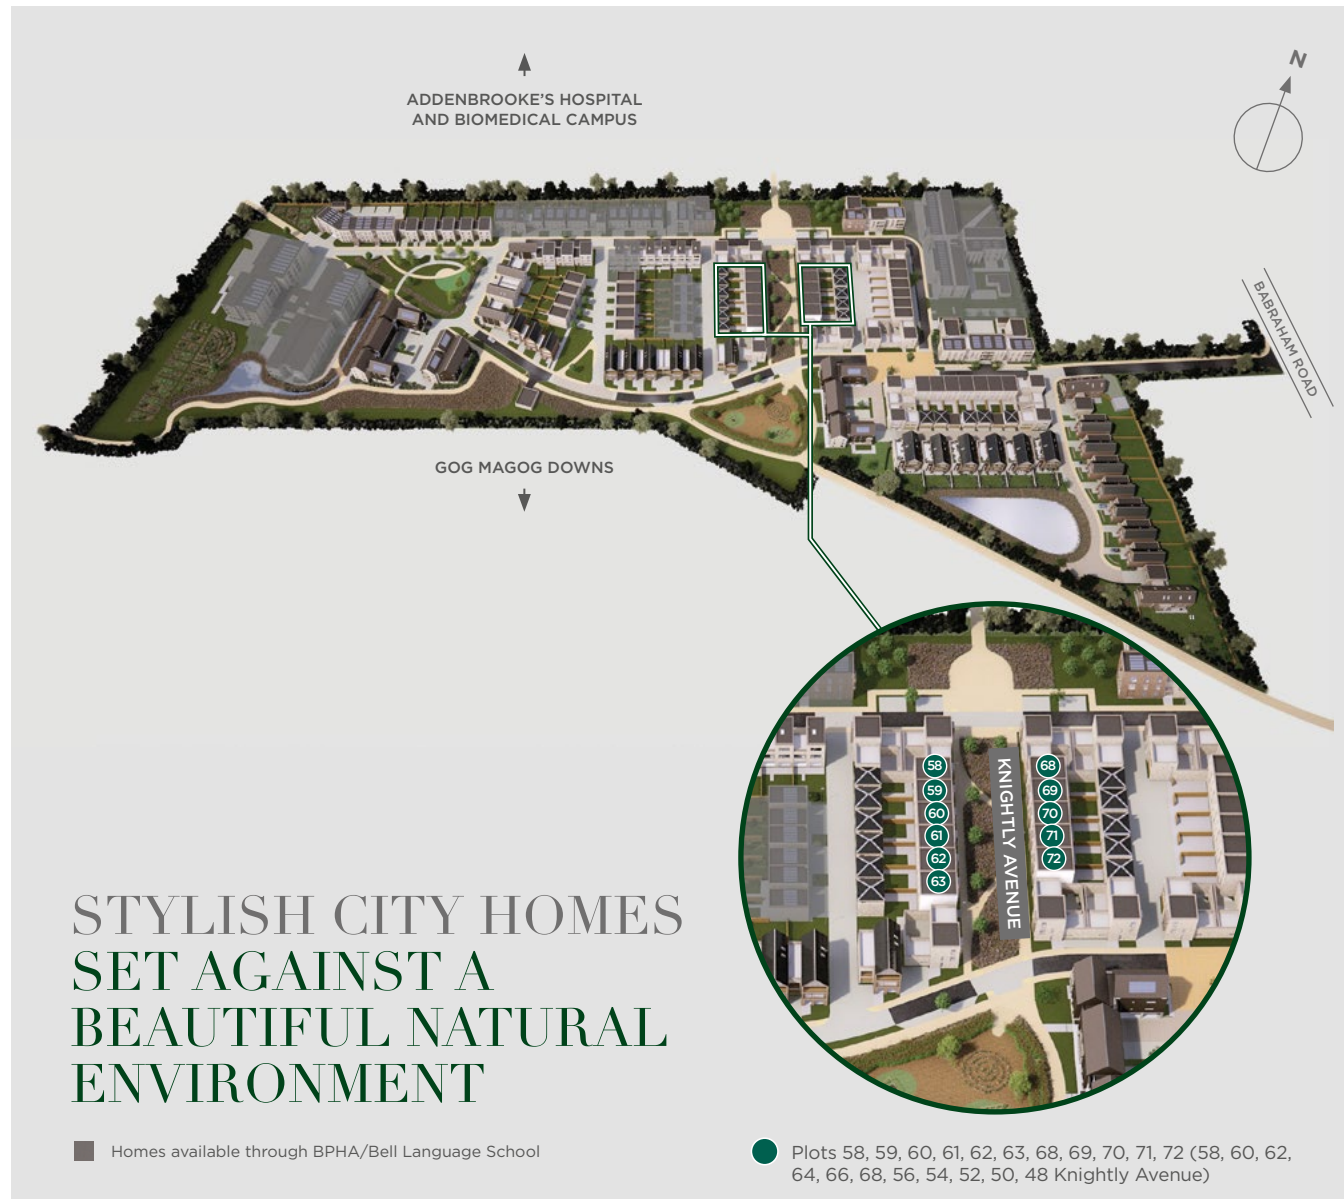 N
ADDENBROOKE'S HOSPITAL
AND BIOMEDICAL CAMPUS
BABRAHAM ROAD
GOG MAGOG DOWNS
58
59
60
61
62
63
KNIGHTLY AVENUE
68
69
70
71
72
STYLISH CITY HOMES
SET AGAINST A
BEAUTIFUL NATURAL
ENVIRONMENT
Homes available through BPHA/Bell Language School
Plots 58, 59, 60, 61, 62, 63, 68, 69, 70, 71, 72 (58, 60, 62,
64, 66, 68, 56, 54, 52, 50, 48 Knightly Avenue)